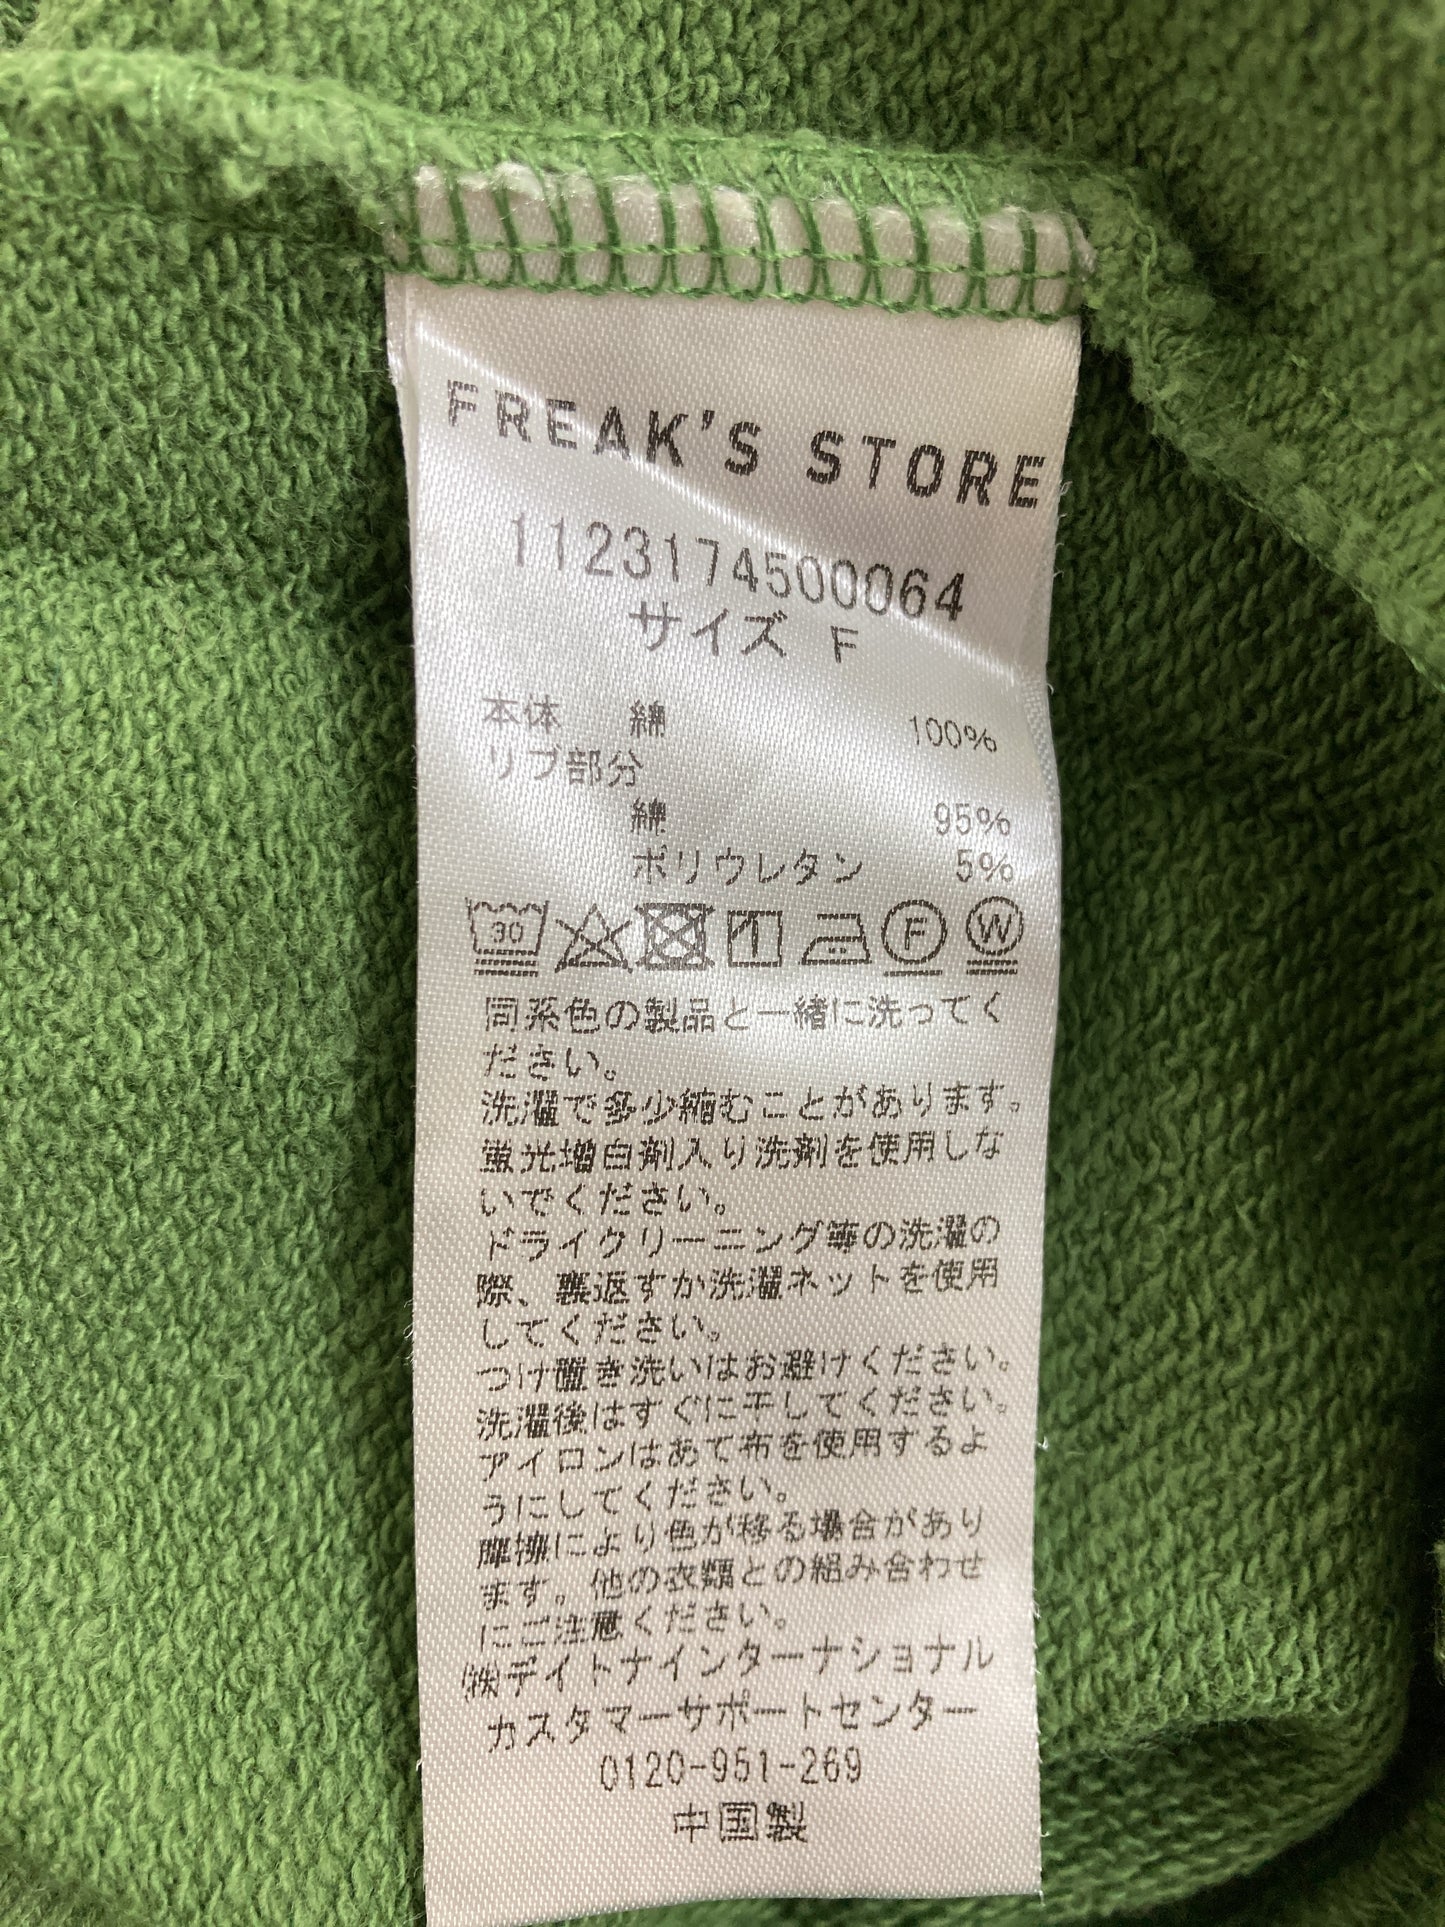 FREAK'S STORE
1123174500064
サイズ F
本体 綿 100%
リブ部分
綿 95%
ポリウレタン 5%
30 F W
同系色の製品と一緒に洗ってく
ださい。
洗濯で多少縮むことがあります。
蛍光増白剤入り洗剤を使用しな
いでください。
ドライクリーニング等の洗濯の
際、裏返すか洗濯ネットを使用
してください。
つけ置き洗いはお避けください。
洗濯後はすぐに干してください。
アイロンはあて布を使用するよ
うにしてください。
摩擦により色が移る場合があり
ます。他の衣類との組み合わせ
にご注意ください。
㈱デイトナインターナショナル
カスタマーサポートセンター
0120-951-269
中国製